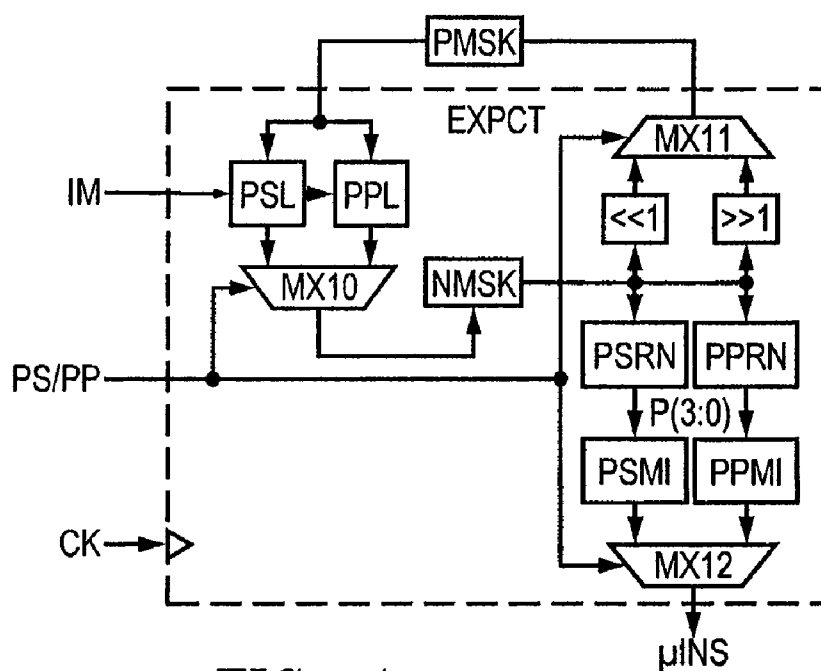 PMSK
EXPCT
MX11
IM
PSL
PPL
<<1
>>1
MX10
NMSK
PS/PP
PSRN
PPRN
P(3:0)
PSMI
PPMI
CK
MX12
µINS